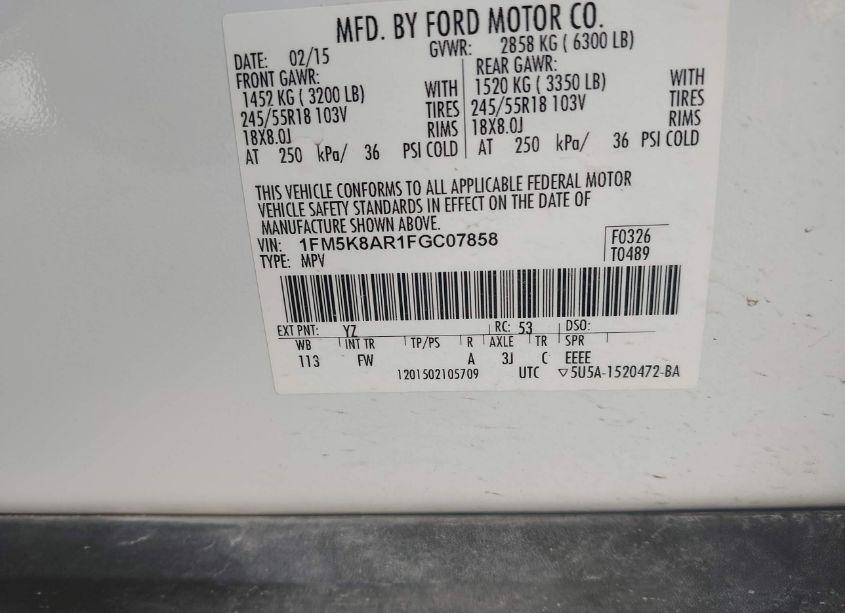 MFD. BY FORD MOTOR CO.
DATE: 02/15 GVWR: 2858 KG ( 6300 LB)
FRONT GAWR: REAR GAWR:
1452 KG ( 3200 LB) WITH 1520 KG ( 3350 LB) WITH
245/55R18 103V TIRES 245/55R18 103V TIRES
18X8.0J RIMS 18X8.0J RIMS
AT 250 kPa/ 36 PSI COLD AT 250 kPa/ 36 PSI COLD
THIS VEHICLE CONFORMS TO ALL APPLICABLE FEDERAL MOTOR
VEHICLE SAFETY STANDARDS IN EFFECT ON THE DATE OF
MANUFACTURE SHOWN ABOVE.
VIN: 1FM5K8AR1FGC07858 F0326
TYPE: MPV T0489
EXT PNT: YZ RC: 53 DSO:
WB INT TR TP/PS R AXLE TR SPR
113 FW A 3J C EEEE
1201502105709 UTC ▽5U5A-1520472-BA